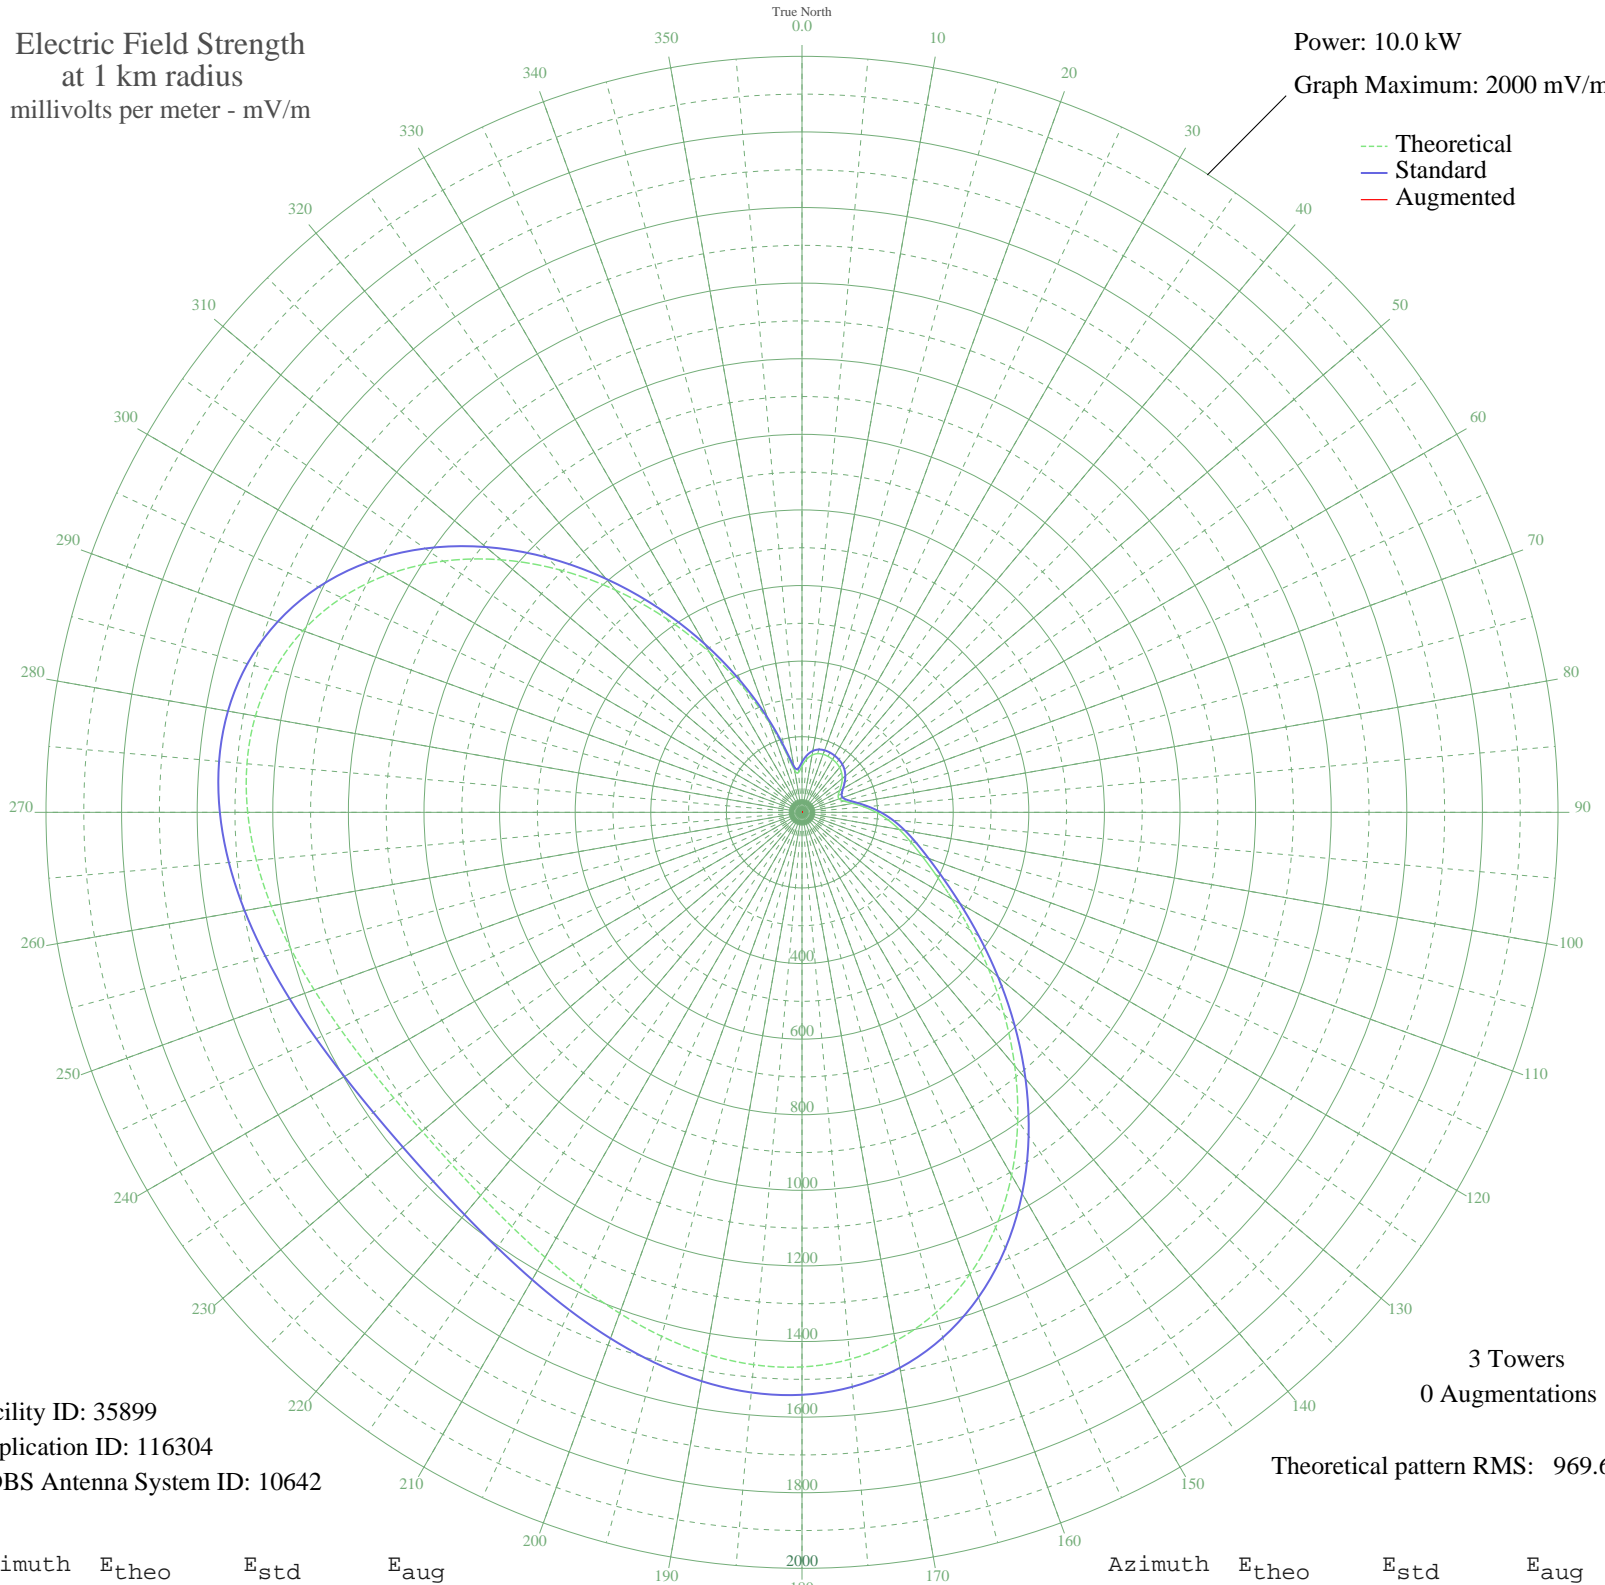 True North
0.0
Electric Field Strength
at 1 km radius
millivolts per meter - mV/m
Power: 10.0 kW
Graph Maximum: 2000 mV/m
Theoretical
Standard
Augmented
10
20
30
40
50
60
70
80
90
100
110
120
130
140
150
160
170
190
200
210
220
230
240
250
260
270
280
290
300
310
320
330
340
350
400
600
800
1000
1200
1400
1600
1800
2000
3 Towers
0 Augmentations
Theoretical pattern RMS: 969.6
cility ID: 35899
plication ID: 116304
DBS Antenna System ID: 10642
imuth Etheo Estd Eaug
Azimuth Etheo Estd Eaug